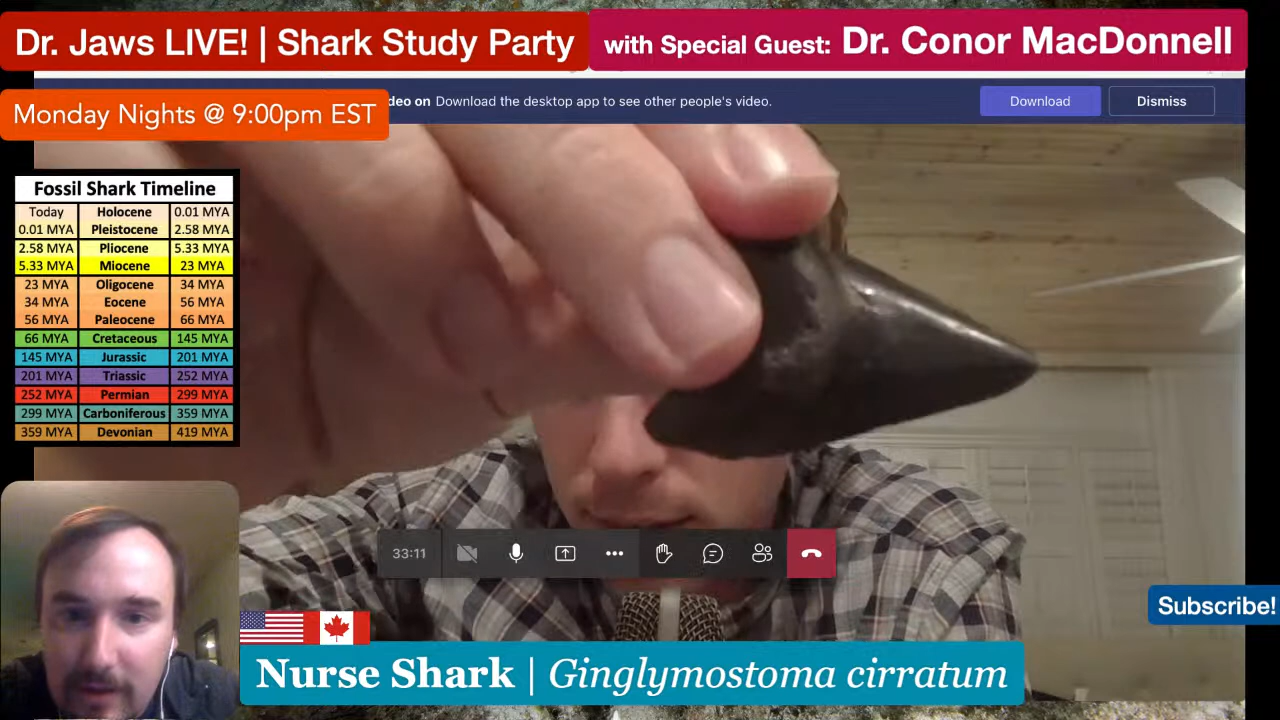 Dr. Jaws LIVE! | Shark Study Party
with Special Guest: Dr. Conor MacDonnell
Monday Nights @ 9:00pm EST
deo on Download the desktop app to see other people's video.
Download
Dismiss
Fossil Shark Timeline
Today Holocene 0.01 MYA
0.01 MYA Pleistocene 2.58 MYA
2.58 MYA Pliocene 5.33 MYA
5.33 MYA Miocene 23 MYA
23 MYA Oligocene 34 MYA
34 MYA Eocene 56 MYA
56 MYA Paleocene 66 MYA
66 MYA Cretaceous 145 MYA
145 MYA Jurassic 201 MYA
201 MYA Triassic 252 MYA
252 MYA Permian 299 MYA
299 MYA Carboniferous 359 MYA
359 MYA Devonian 419 MYA
33:11
Subscribe!
Nurse Shark | Ginglymostoma cirratum